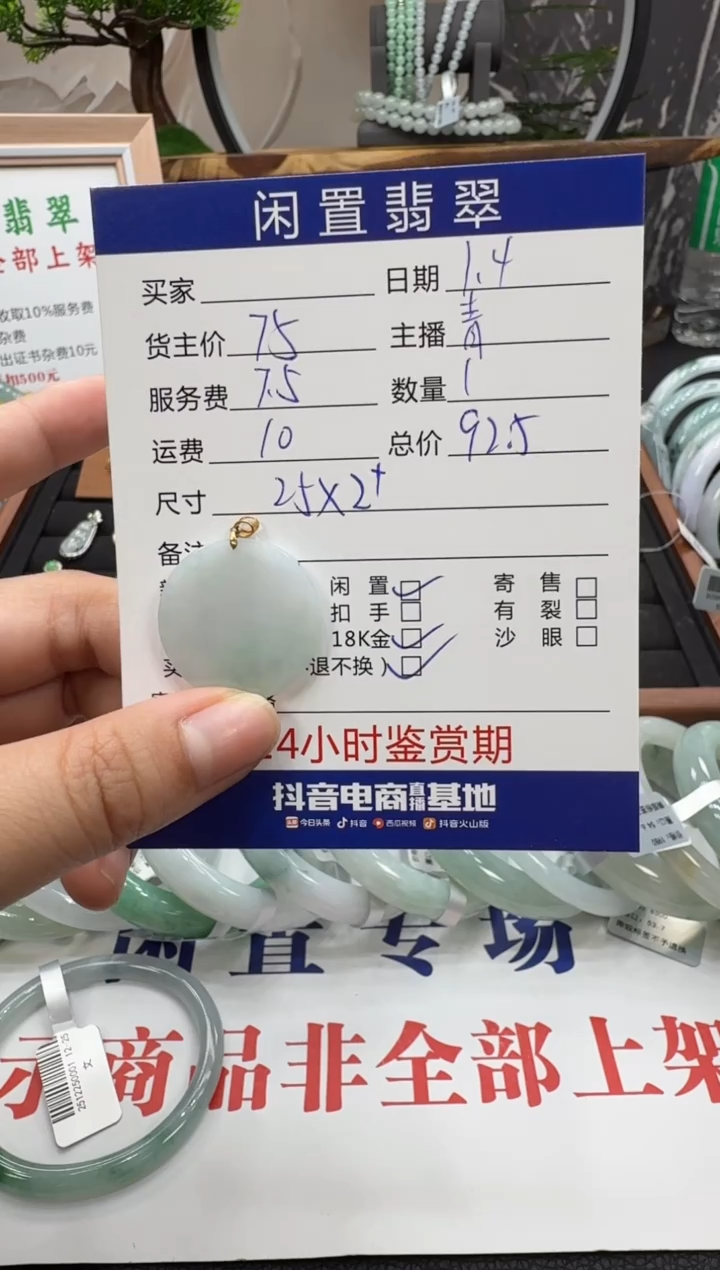 闲置翡翠
买家 日期 1.4
货主价 75 主播 青
服务费 7.5 数量 1
运费 10 总价 92.5
尺寸 25X2+
备注
闲置 寄售
扣手 有裂
18K金 沙眼
退不换)
24小时鉴赏期
抖音电商直播基地
今日头条 抖音 西瓜视频 抖音火山版
翡翠
全部上架
收取10%服务费
杂费
出证书杂费10元
扣500元
闲置专场
示商品非全部上架
2512250001 12-25